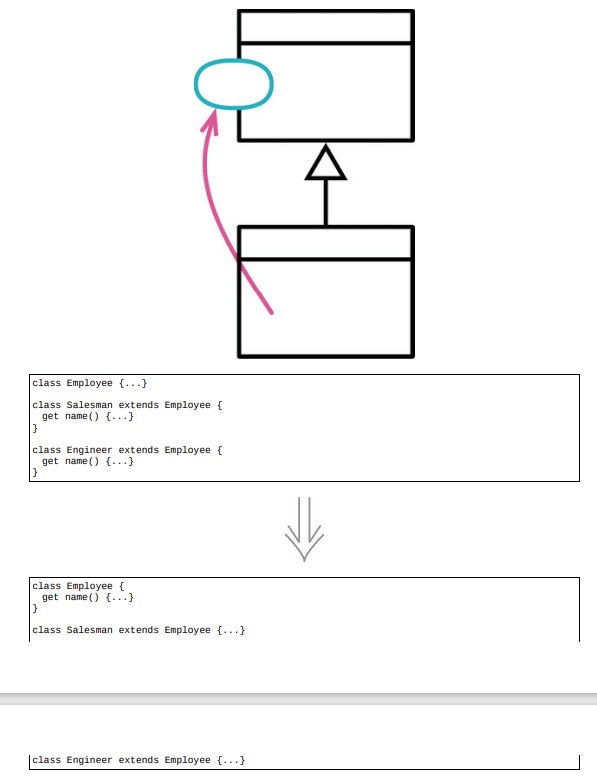 class Employee {...}
class Salesman extends Employee {
  get name() {...}
}
class Engineer extends Employee {
  get name() {...}
}
class Employee {
  get name() {...}
}
class Salesman extends Employee {...}
class Engineer extends Employee {...}